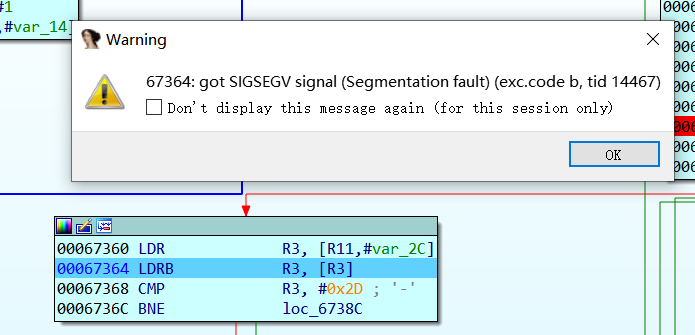 #1
,#var_14]
Warning
67364: got SIGSEGV signal (Segmentation fault) (exc.code b, tid 14467)
Don't display this message again (for this session only)
OK
00067360 LDR R3, [R11,#var_2C]
00067364 LDRB R3, [R3]
00067368 CMP R3, #0x2D ; '-'
0006736C BNE loc_6738C